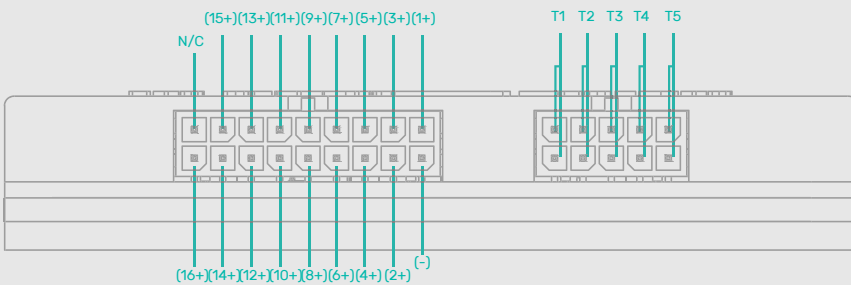 (15+)(13+)(11+)(9+)(7+)(5+)(3+)(1+) T1 T2 T3 T4 T5
N/C
(-)
(16+)(14+)(12+)(10+)(8+)(6+)(4+)(2+)